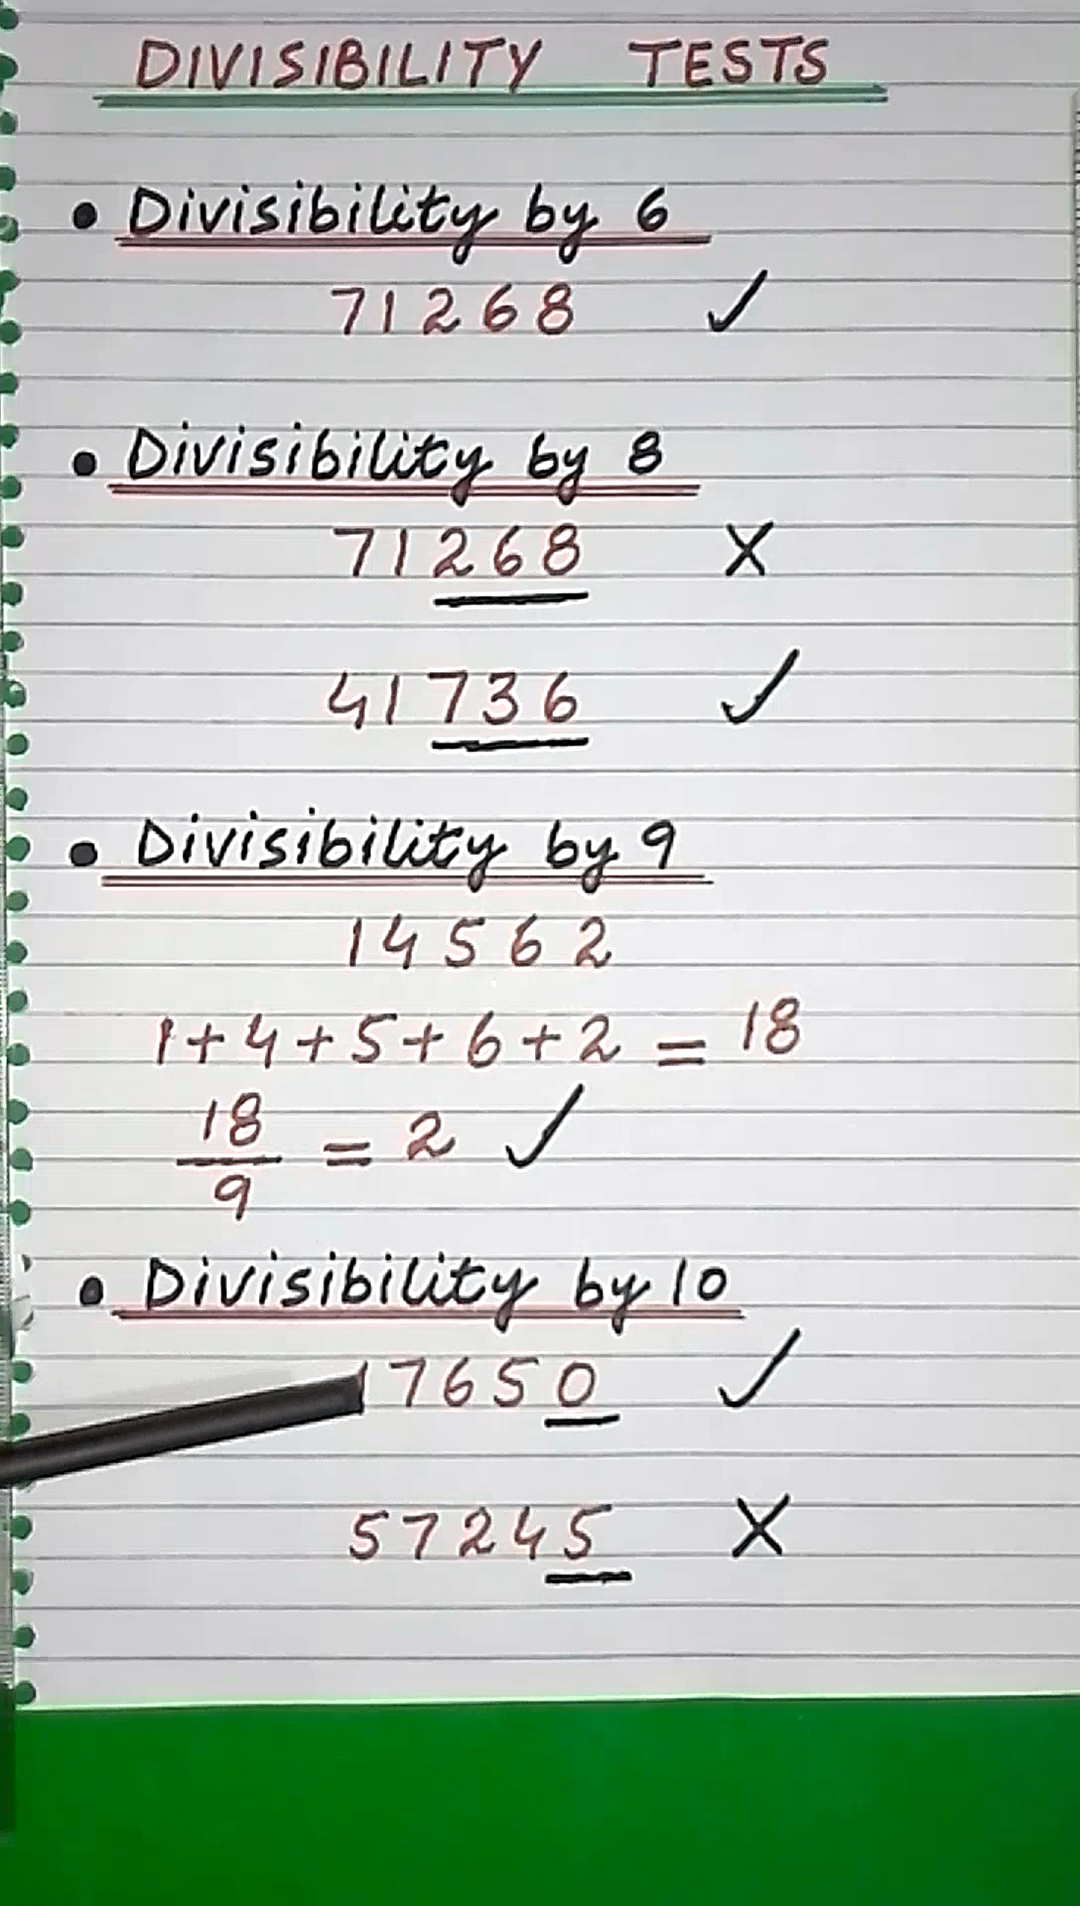 DIVISIBILITY TESTS
• Divisibility by 6
71268 ✓
• Divisibility by 8
71268 X
41736 ✓
• Divisibility by 9
14562
1+4+5+6+2 = 18
18/9 = 2 ✓
• Divisibility by 10
17650 ✓
57245 X